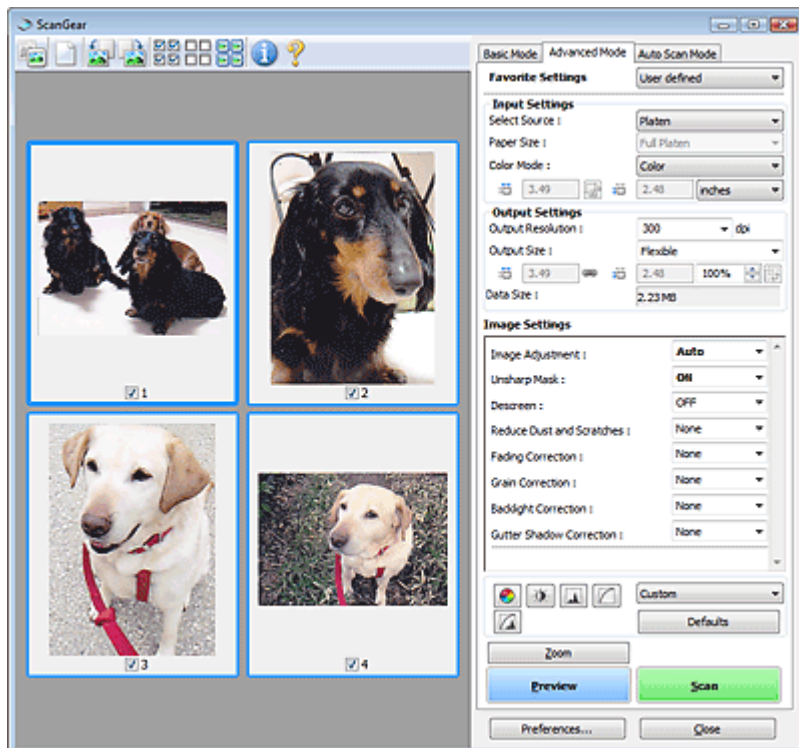 ScanGear
Basic Mode Advanced Mode Auto Scan Mode
Favorite Settings User defined
Input Settings
Select Source : Platen
Paper Size : Full Platen
Color Mode : Color
3.49 2.48 inches
Output Settings
Output Resolution : 300 dpi
Output Size : Flexible
3.49 2.48 100%
Data Size : 2.23 MB
Image Settings
Image Adjustment : Auto
Unsharp Mask : ON
Descreen : OFF
Reduce Dust and Scratches : None
Fading Correction : None
Grain Correction : None
Backlight Correction : None
Gutter Shadow Correction : None
Custom
Defaults
Zoom
Preview Scan
Preferences... Close
1
2
3
4